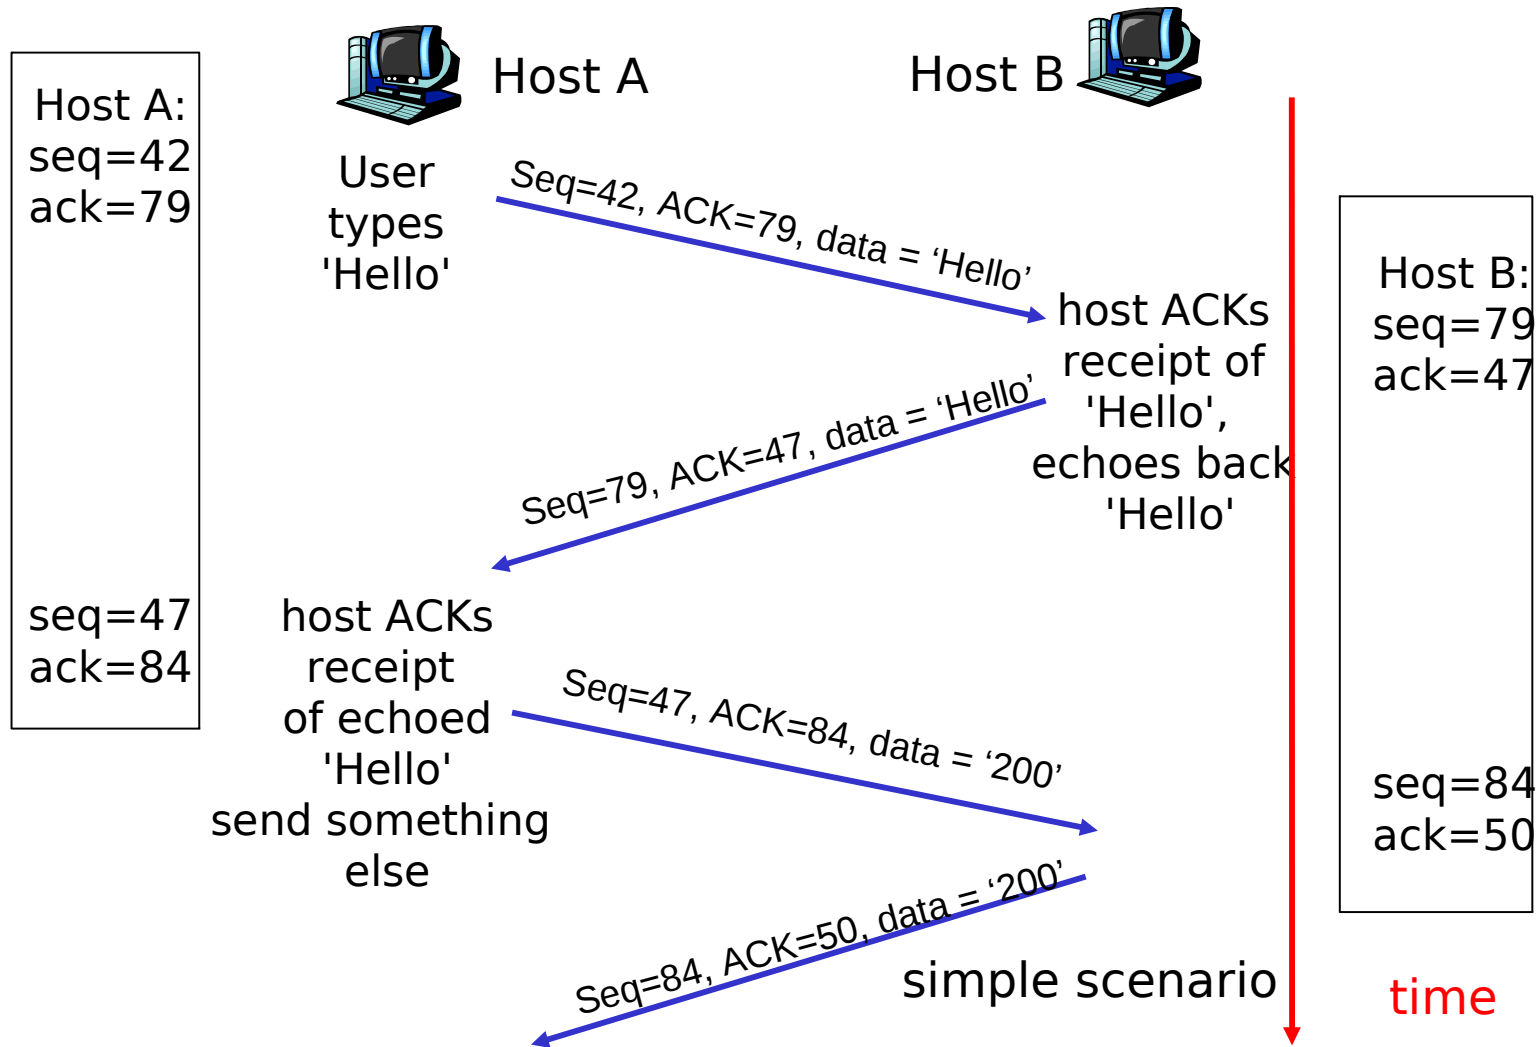 Host A
Host B
Host A:
seq=42
ack=79
User
types
'Hello'
Seq=42, ACK=79, data = ‘Hello’
Host B:
seq=79
ack=47
host ACKs
receipt of
'Hello',
echoes back
'Hello'
Seq=79, ACK=47, data = ‘Hello’
seq=47
ack=84
host ACKs
receipt
of echoed
'Hello'
send something
else
Seq=47, ACK=84, data = ‘200’
seq=84
ack=50
Seq=84, ACK=50, data = ‘200’
simple scenario
time